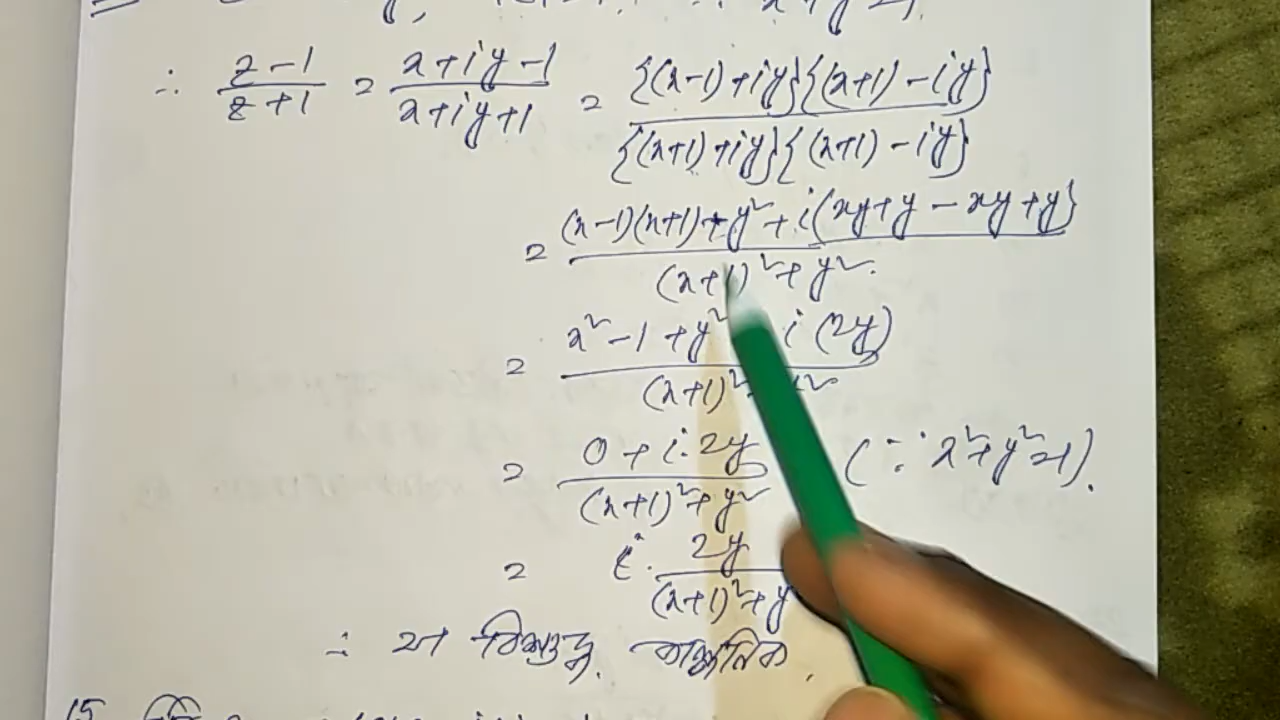 ∴ (z-1)/(z+1) = (x+iy-1)/(x+iy+1) = {(x-1)+iy}{(x+1)-iy} / {(x+1)+iy}{(x+1)-iy}
= (x-1)(x+1)+y²+i(xy+y-xy+y} / (x+1)²+y².
= x²-1+y² i(2y) / (x+1)² y²
= 0+i.2y / (x+1)²+y² (∵ x²+y²=1).
= i. 2y / (x+1)²+y
∴ যা বিশুদ্ধ কাল্পনিক.
15